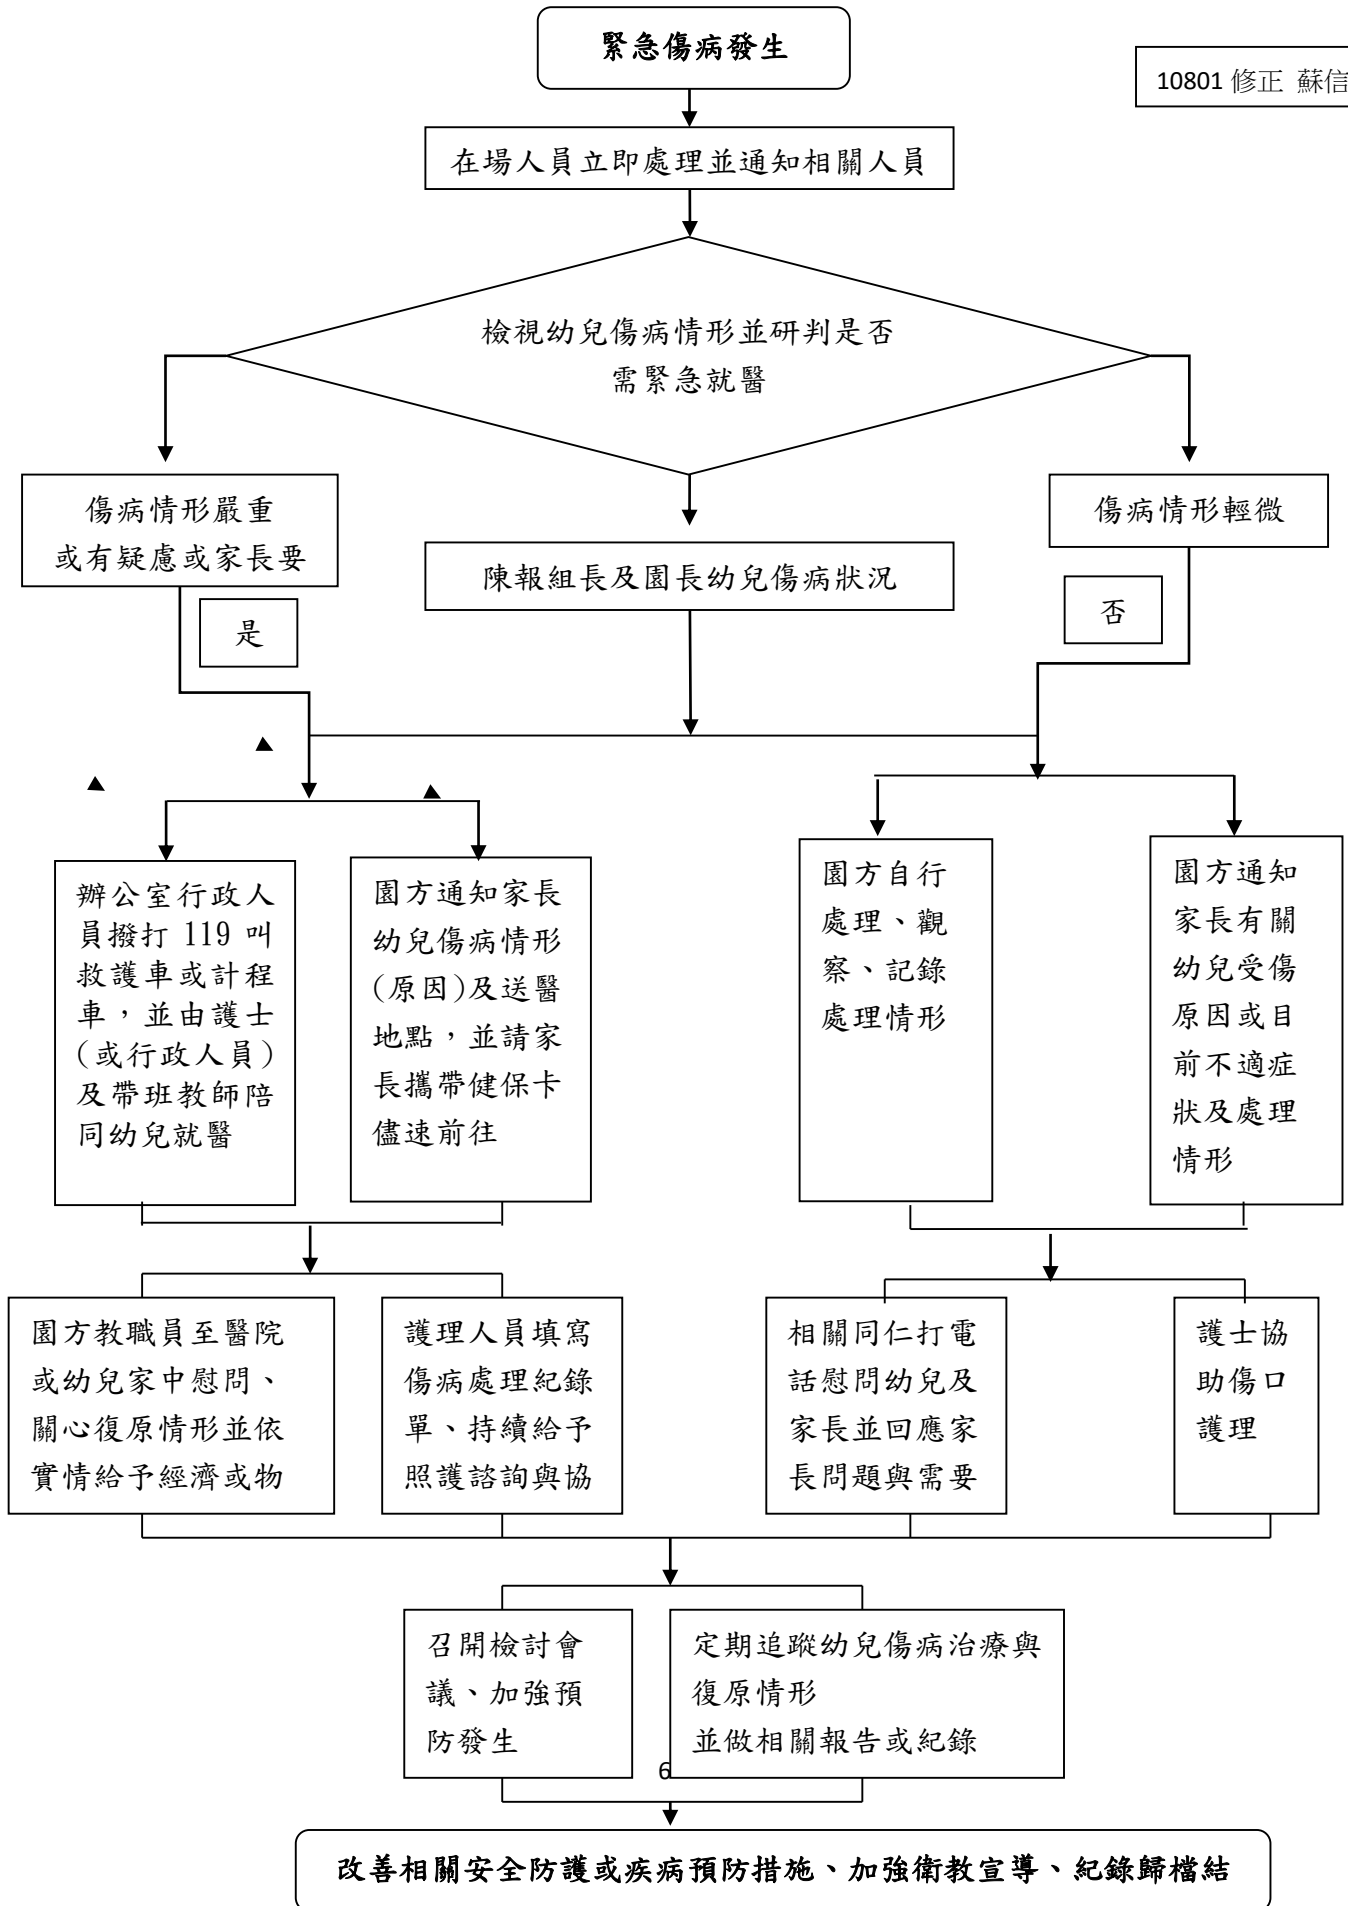 緊急傷病發生
10801 修正 蘇信
在場人員立即處理並通知相關人員
檢視幼兒傷病情形並研判是否
需緊急就醫
傷病情形嚴重
或有疑慮或家長要
陳報組長及園長幼兒傷病狀況
傷病情形輕微
是
否
辦公室行政人
員撥打 119 叫
救護車或計程
車，並由護士
(或行政人員)
及帶班教師陪
同幼兒就醫
園方通知家長
幼兒傷病情形
(原因)及送醫
地點，並請家
長攜帶健保卡
儘速前往
園方自行
處理、觀
察、記錄
處理情形
園方通知
家長有關
幼兒受傷
原因或目
前不適症
狀及處理
情形
園方教職員至醫院
或幼兒家中慰問、
關心復原情形並依
實情給予經濟或物
護理人員填寫
傷病處理紀錄
單、持續給予
照護諮詢與協
相關同仁打電
話慰問幼兒及
家長並回應家
長問題與需要
護士協
助傷口
護理
召開檢討會
議、加強預
防發生
定期追蹤幼兒傷病治療與
復原情形
並做相關報告或紀錄
6
改善相關安全防護或疾病預防措施、加強衛教宣導、紀錄歸檔結